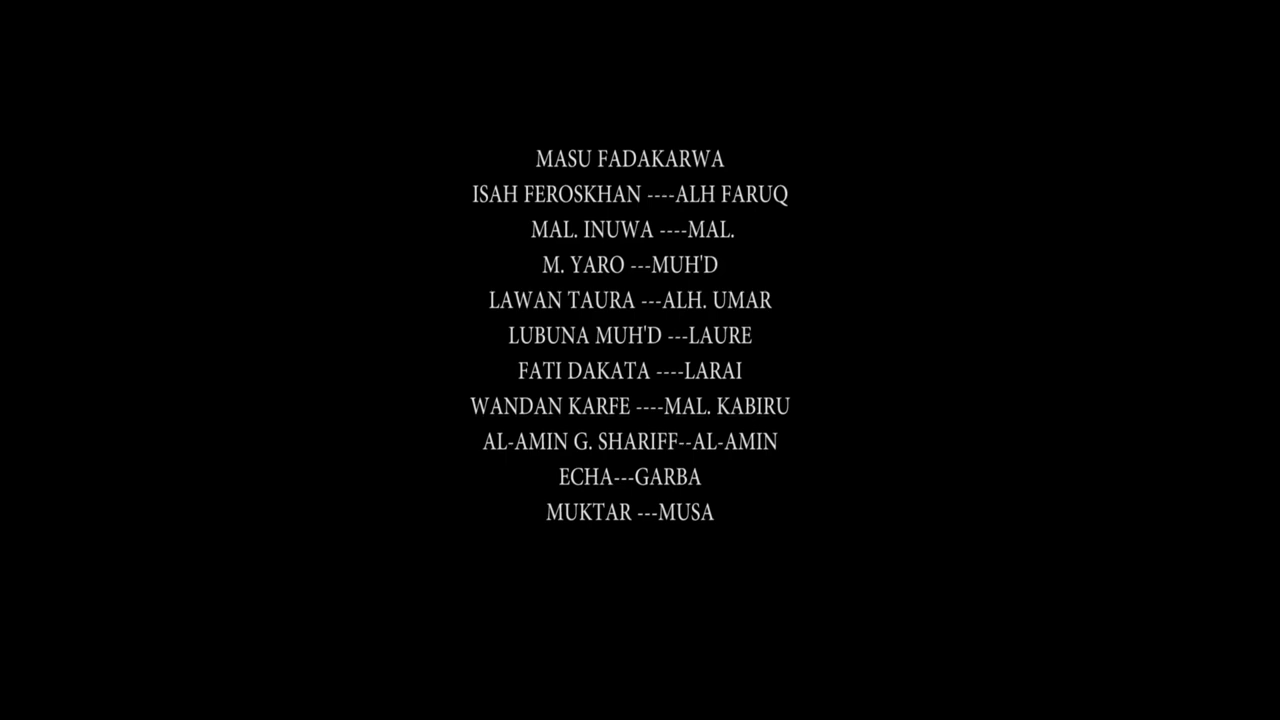 MASU FADAKARWA
ISAH FEROSKHAN ----ALH FARUQ
MAL. INUWA ----MAL.
M. YARO ---MUH'D
LAWAN TAURA ---ALH. UMAR
LUBUNA MUH'D ---LAURE
FATI DAKATA ----LARAI
WANDAN KARFE ----MAL. KABIRU
AL-AMIN G. SHARIFF--AL-AMIN
ECHA---GARBA
MUKTAR ---MUSA